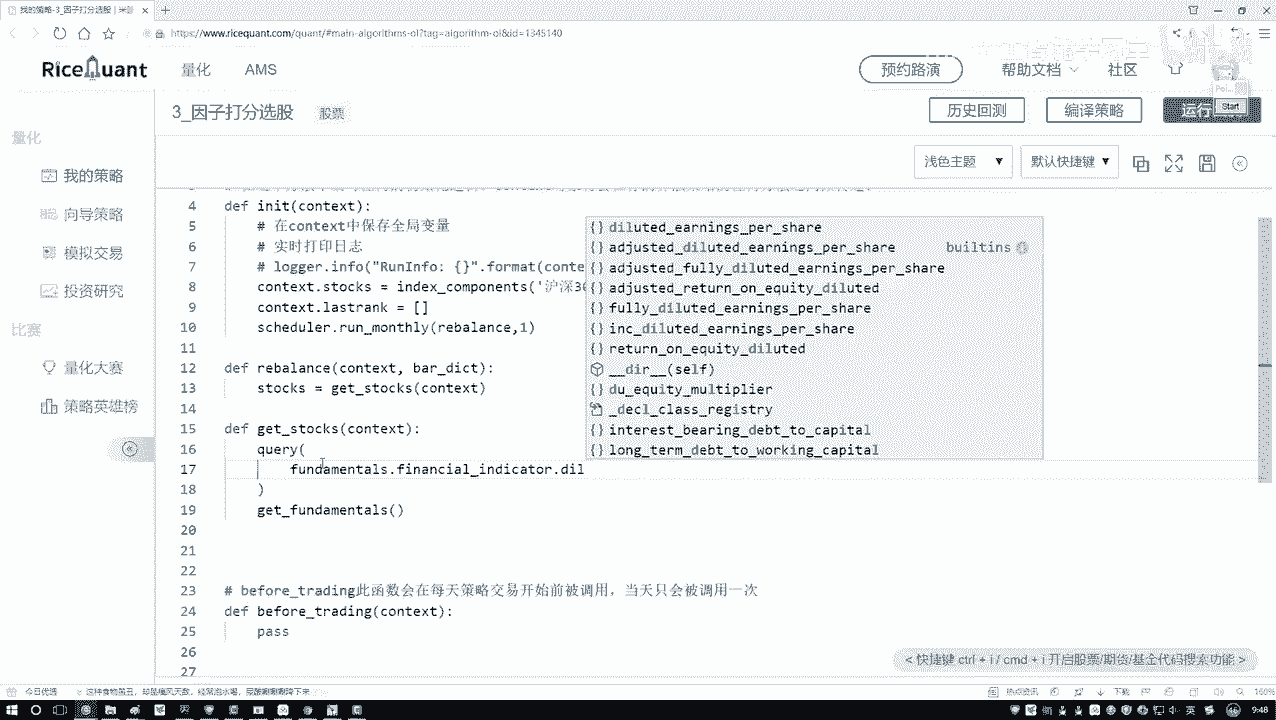 我的策略-3_因子打分选股 | 米
https://www.ricequant.com/quant/#main-algorithms-ol?tag=algorithm-ol&id=1345140
RiceQuant
量化
AMS
预约路演
帮助文档
社区
3_因子打分选股
股票
历史回测
编译策略
运行
Start
量化
我的策略
向导策略
模拟交易
投资研究
比赛
量化大赛
策略英雄榜
浅色主题
默认快捷键
4 def init(context):
5 # 在context中保存全局变量
6 # 实时打印日志
7 # logger.info("RunInfo: {}".format(conte
8 context.stocks = index_components('沪深3
9 context.lastrank = []
10 scheduler.run_monthly(rebalance,1)
11
12 def rebalance(context, bar_dict):
13 stocks = get_stocks(context)
14
15 def get_stocks(context):
16 query(
17 fundamentals.financial_indicator.dil
18 )
19 get_fundamentals()
20
21
22
23 # before_trading此函数会在每天策略交易开始前被调用，当天只会被调用一次
24 def before_trading(context):
25 pass
26
27
{} diluted_earnings_per_share
{} adjusted_diluted_earnings_per_share builtins
{} adjusted_fully_diluted_earnings_per_share
{} adjusted_return_on_equity_diluted
{} fully_diluted_earnings_per_share
{} inc_diluted_earnings_per_share
{} return_on_equity_diluted
__dir__(self)
{} du_equity_multiplier
_decl_class_registry
{} interest_bearing_debt_to_capital
{} long_term_debt_to_working_capital
< 快捷键 ctrl + i / cmd + i 开启股票/期货/基金代码搜索功能 >
今日优选
热点资讯
下载
100%
英
9:46